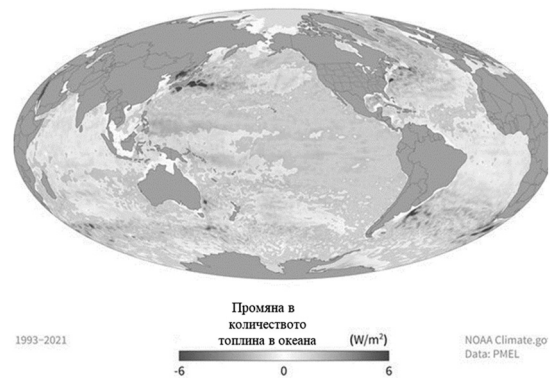 Промяна в
количеството
топлина в океана (W/m²)
1993–2021
NOAA Climate.go
Data: PMEL
-6 0 6